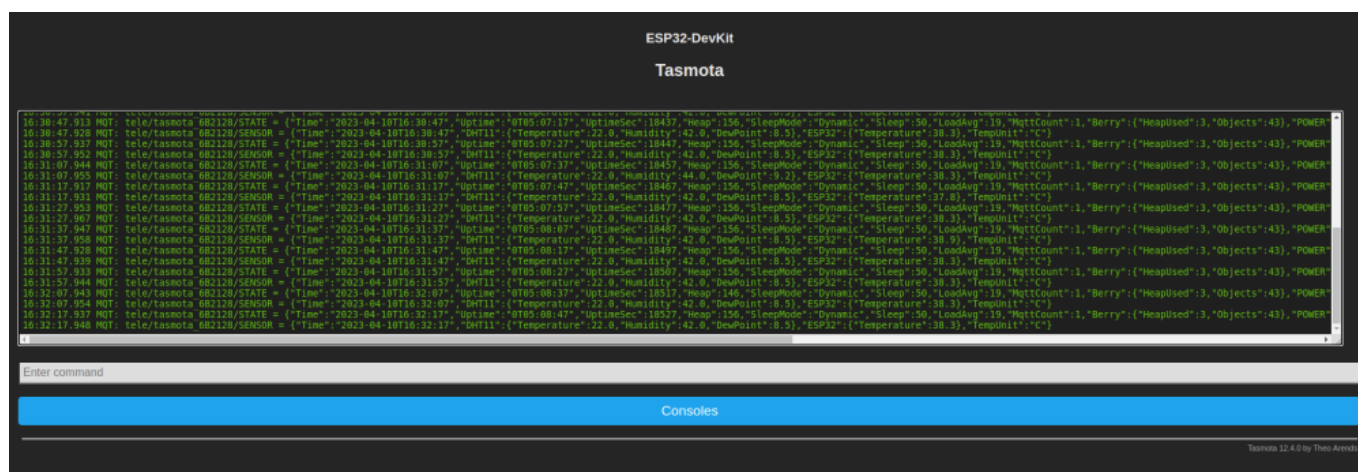 ESP32-DevKit
Tasmota
16:30:47.913 MQT: tele/tasmota_6B2128/STATE = {"Time":"2023-04-10T16:30:47","Uptime":"0T05:07:17","UptimeSec":18437,"Heap":156,"SleepMode":"Dynamic","Sleep":50,"LoadAvg":19,"MqttCount":1,"Berry":{"HeapUsed":3,"Objects":43},"POWER"
16:30:47.928 MQT: tele/tasmota_6B2128/SENSOR = {"Time":"2023-04-10T16:30:47","DHT11":{"Temperature":22.0,"Humidity":42.0,"DewPoint":8.5},"ESP32":{"Temperature":38.3},"TempUnit":"C"}
16:30:57.937 MQT: tele/tasmota_6B2128/STATE = {"Time":"2023-04-10T16:30:57","Uptime":"0T05:07:27","UptimeSec":18447,"Heap":156,"SleepMode":"Dynamic","Sleep":50,"LoadAvg":19,"MqttCount":1,"Berry":{"HeapUsed":3,"Objects":43},"POWER"
16:30:57.952 MQT: tele/tasmota_6B2128/SENSOR = {"Time":"2023-04-10T16:30:57","DHT11":{"Temperature":22.0,"Humidity":42.0,"DewPoint":8.5},"ESP32":{"Temperature":38.3},"TempUnit":"C"}
16:31:07.944 MQT: tele/tasmota_6B2128/STATE = {"Time":"2023-04-10T16:31:07","Uptime":"0T05:07:37","UptimeSec":18457,"Heap":156,"SleepMode":"Dynamic","Sleep":50,"LoadAvg":19,"MqttCount":1,"Berry":{"HeapUsed":3,"Objects":43},"POWER"
16:31:07.955 MQT: tele/tasmota_6B2128/SENSOR = {"Time":"2023-04-10T16:31:07","DHT11":{"Temperature":22.0,"Humidity":44.0,"DewPoint":9.2},"ESP32":{"Temperature":38.3},"TempUnit":"C"}
16:31:17.917 MQT: tele/tasmota_6B2128/STATE = {"Time":"2023-04-10T16:31:17","Uptime":"0T05:07:47","UptimeSec":18467,"Heap":156,"SleepMode":"Dynamic","Sleep":50,"LoadAvg":19,"MqttCount":1,"Berry":{"HeapUsed":3,"Objects":43},"POWER"
16:31:17.931 MQT: tele/tasmota_6B2128/SENSOR = {"Time":"2023-04-10T16:31:17","DHT11":{"Temperature":22.0,"Humidity":42.0,"DewPoint":8.5},"ESP32":{"Temperature":37.8},"TempUnit":"C"}
16:31:27.953 MQT: tele/tasmota_6B2128/STATE = {"Time":"2023-04-10T16:31:27","Uptime":"0T05:07:57","UptimeSec":18477,"Heap":156,"SleepMode":"Dynamic","Sleep":50,"LoadAvg":19,"MqttCount":1,"Berry":{"HeapUsed":3,"Objects":43},"POWER"
16:31:27.967 MQT: tele/tasmota_6B2128/SENSOR = {"Time":"2023-04-10T16:31:27","DHT11":{"Temperature":22.0,"Humidity":42.0,"DewPoint":8.5},"ESP32":{"Temperature":38.3},"TempUnit":"C"}
16:31:37.947 MQT: tele/tasmota_6B2128/STATE = {"Time":"2023-04-10T16:31:37","Uptime":"0T05:08:07","UptimeSec":18487,"Heap":156,"SleepMode":"Dynamic","Sleep":50,"LoadAvg":19,"MqttCount":1,"Berry":{"HeapUsed":3,"Objects":43},"POWER"
16:31:37.958 MQT: tele/tasmota_6B2128/SENSOR = {"Time":"2023-04-10T16:31:37","DHT11":{"Temperature":22.0,"Humidity":42.0,"DewPoint":8.5},"ESP32":{"Temperature":38.9},"TempUnit":"C"}
16:31:47.928 MQT: tele/tasmota_6B2128/STATE = {"Time":"2023-04-10T16:31:47","Uptime":"0T05:08:17","UptimeSec":18497,"Heap":156,"SleepMode":"Dynamic","Sleep":50,"LoadAvg":19,"MqttCount":1,"Berry":{"HeapUsed":3,"Objects":43},"POWER"
16:31:47.939 MQT: tele/tasmota_6B2128/SENSOR = {"Time":"2023-04-10T16:31:47","DHT11":{"Temperature":22.0,"Humidity":42.0,"DewPoint":8.5},"ESP32":{"Temperature":38.3},"TempUnit":"C"}
16:31:57.933 MQT: tele/tasmota_6B2128/STATE = {"Time":"2023-04-10T16:31:57","Uptime":"0T05:08:27","UptimeSec":18507,"Heap":156,"SleepMode":"Dynamic","Sleep":50,"LoadAvg":19,"MqttCount":1,"Berry":{"HeapUsed":3,"Objects":43},"POWER"
16:31:57.944 MQT: tele/tasmota_6B2128/SENSOR = {"Time":"2023-04-10T16:31:57","DHT11":{"Temperature":22.0,"Humidity":42.0,"DewPoint":8.5},"ESP32":{"Temperature":38.3},"TempUnit":"C"}
16:32:07.943 MQT: tele/tasmota_6B2128/STATE = {"Time":"2023-04-10T16:32:07","Uptime":"0T05:08:37","UptimeSec":18517,"Heap":146,"SleepMode":"Dynamic","Sleep":50,"LoadAvg":19,"MqttCount":1,"Berry":{"HeapUsed":3,"Objects":43},"POWER"
16:32:07.954 MQT: tele/tasmota_6B2128/SENSOR = {"Time":"2023-04-10T16:32:07","DHT11":{"Temperature":22.0,"Humidity":42.0,"DewPoint":8.5},"ESP32":{"Temperature":38.3},"TempUnit":"C"}
16:32:17.937 MQT: tele/tasmota_6B2128/STATE = {"Time":"2023-04-10T16:32:17","Uptime":"0T05:08:47","UptimeSec":18527,"Heap":156,"SleepMode":"Dynamic","Sleep":50,"LoadAvg":19,"MqttCount":1,"Berry":{"HeapUsed":3,"Objects":43},"POWER"
16:32:17.948 MQT: tele/tasmota_6B2128/SENSOR = {"Time":"2023-04-10T16:32:17","DHT11":{"Temperature":22.0,"Humidity":42.0,"DewPoint":8.5},"ESP32":{"Temperature":38.3},"TempUnit":"C"}
Enter command
Consoles
Tasmota 12.4.0 by Theo Arends